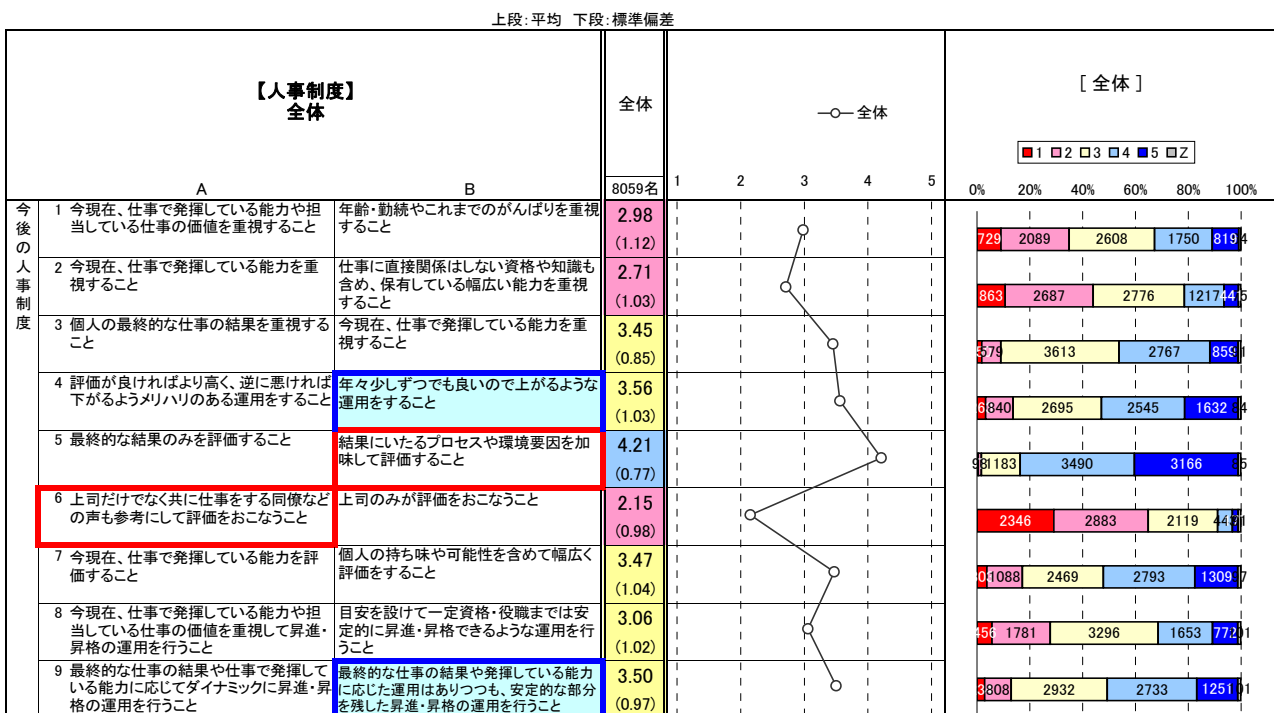 上段:平均 下段:標準偏差
【人事制度】
全体
全体
全体
[ 全体 ]
1 2 3 4 5 Z
A
B
8059名
1 2 3 4 5
0% 20% 40% 60% 80% 100%
今後の人事制度
1 今現在、仕事で発揮している能力や担
当している仕事の価値を重視すること
年齢・勤続やこれまでのがんばりを重視
すること
2.98
(1.12)
729 2089 2608 1750 819
2 今現在、仕事で発揮している能力を重
視すること
仕事に直接関係はしない資格や知識も
含め、保有している幅広い能力を重視
すること
2.71
(1.03)
863 2687 2776 1217
3 個人の最終的な仕事の結果を重視する
こと
今現在、仕事で発揮している能力を重
視すること
3.45
(0.85)
579 3613 2767 859
4 評価が良ければより高く、逆に悪ければ
下がるようメリハリのある運用をすること
年々少しずつでも良いので上がるような
運用をすること
3.56
(1.03)
840 2695 2545 1632
5 最終的な結果のみを評価すること
結果にいたるプロセスや環境要因を加
味して評価すること
4.21
(0.77)
1183 3490 3166
6 上司だけでなく共に仕事をする同僚など
の声も参考にして評価をおこなうこと
上司のみが評価をおこなうこと
2.15
(0.98)
2346 2883 2119
7 今現在、仕事で発揮している能力を評
価すること
個人の持ち味や可能性を含めて幅広く
評価をすること
3.47
(1.04)
1088 2469 2793 1309
8 今現在、仕事で発揮している能力や担
当している仕事の価値を重視して昇進・
昇格の運用を行うこと
目安を設けて一定資格・役職までは安
定的に昇進・昇格できるような運用を行
うこと
3.06
(1.02)
456 1781 3296 1653
9 最終的な仕事の結果や仕事で発揮して
いる能力に応じてダイナミックに昇進・昇
格の運用を行うこと
最終的な仕事の結果や発揮している能力
に応じた運用はありつつも、安定的な部分
を残した昇進・昇格の運用を行うこと
3.50
(0.97)
808 2932 2733 1251